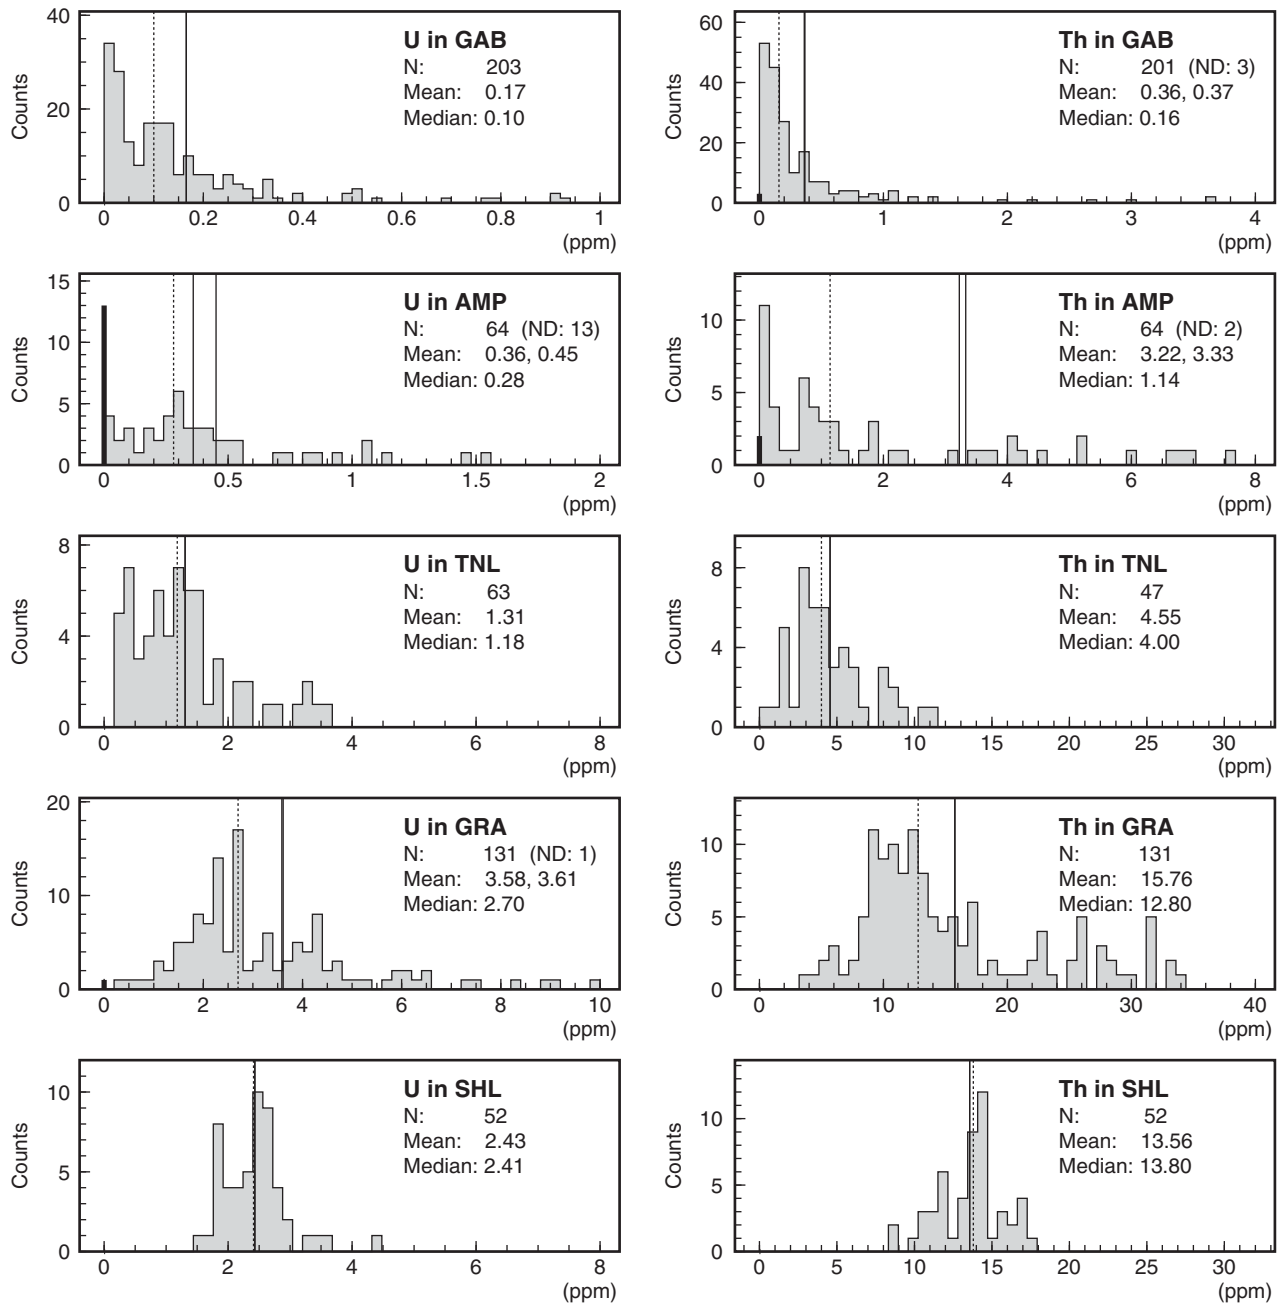 40
20
0
Counts
U in GAB
N: 203
Mean: 0.17
Median: 0.10
0 0.2 0.4 0.6 0.8 1
(ppm)
60
40
20
0
Counts
Th in GAB
N: 201 (ND: 3)
Mean: 0.36, 0.37
Median: 0.16
0 1 2 3 4
(ppm)
15
10
5
0
Counts
U in AMP
N: 64 (ND: 13)
Mean: 0.36, 0.45
Median: 0.28
0 0.5 1 1.5 2
(ppm)
10
5
0
Counts
Th in AMP
N: 64 (ND: 2)
Mean: 3.22, 3.33
Median: 1.14
0 2 4 6 8
(ppm)
8
4
0
Counts
U in TNL
N: 63
Mean: 1.31
Median: 1.18
0 2 4 6 8
(ppm)
8
4
0
Counts
Th in TNL
N: 47
Mean: 4.55
Median: 4.00
0 5 10 15 20 25 30
(ppm)
20
10
0
Counts
U in GRA
N: 131 (ND: 1)
Mean: 3.58, 3.61
Median: 2.70
0 2 4 6 8 10
(ppm)
10
5
0
Counts
Th in GRA
N: 131
Mean: 15.76
Median: 12.80
0 10 20 30 40
(ppm)
10
5
0
Counts
U in SHL
N: 52
Mean: 2.43
Median: 2.41
0 2 4 6 8
(ppm)
10
5
0
Counts
Th in SHL
N: 52
Mean: 13.56
Median: 13.80
0 5 10 15 20 25 30
(ppm)